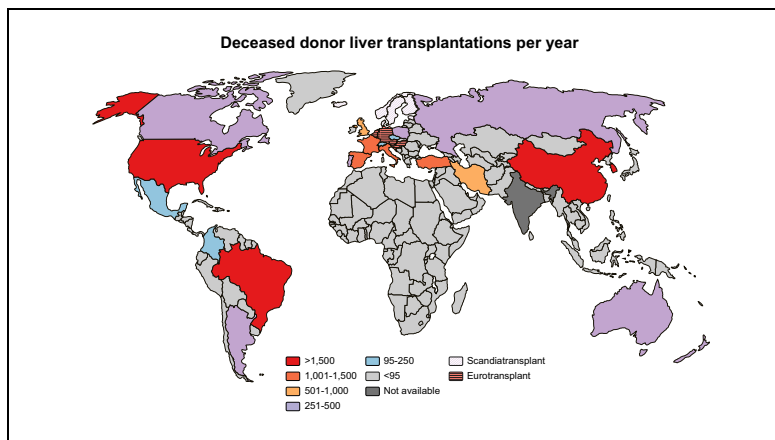 Deceased donor liver transplantations per year
>1,500
1,001-1,500
501-1,000
251-500
95-250
<95
Not available
Scandiatransplant
Eurotransplant